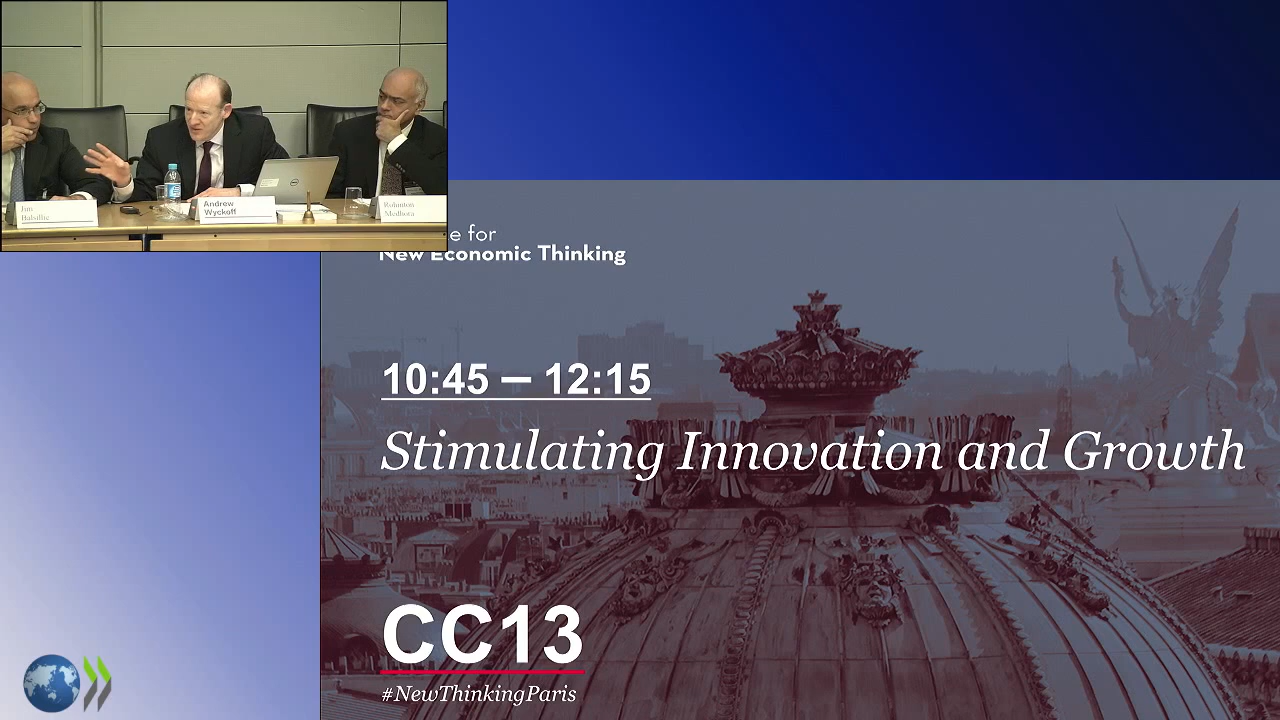 Jim
Balsillie
Andrew
Wyckoff
Rohinton
Medhora
e for
New Economic Thinking
10:45 – 12:15
Stimulating Innovation and Growth
CC13
#NewThinkingParis